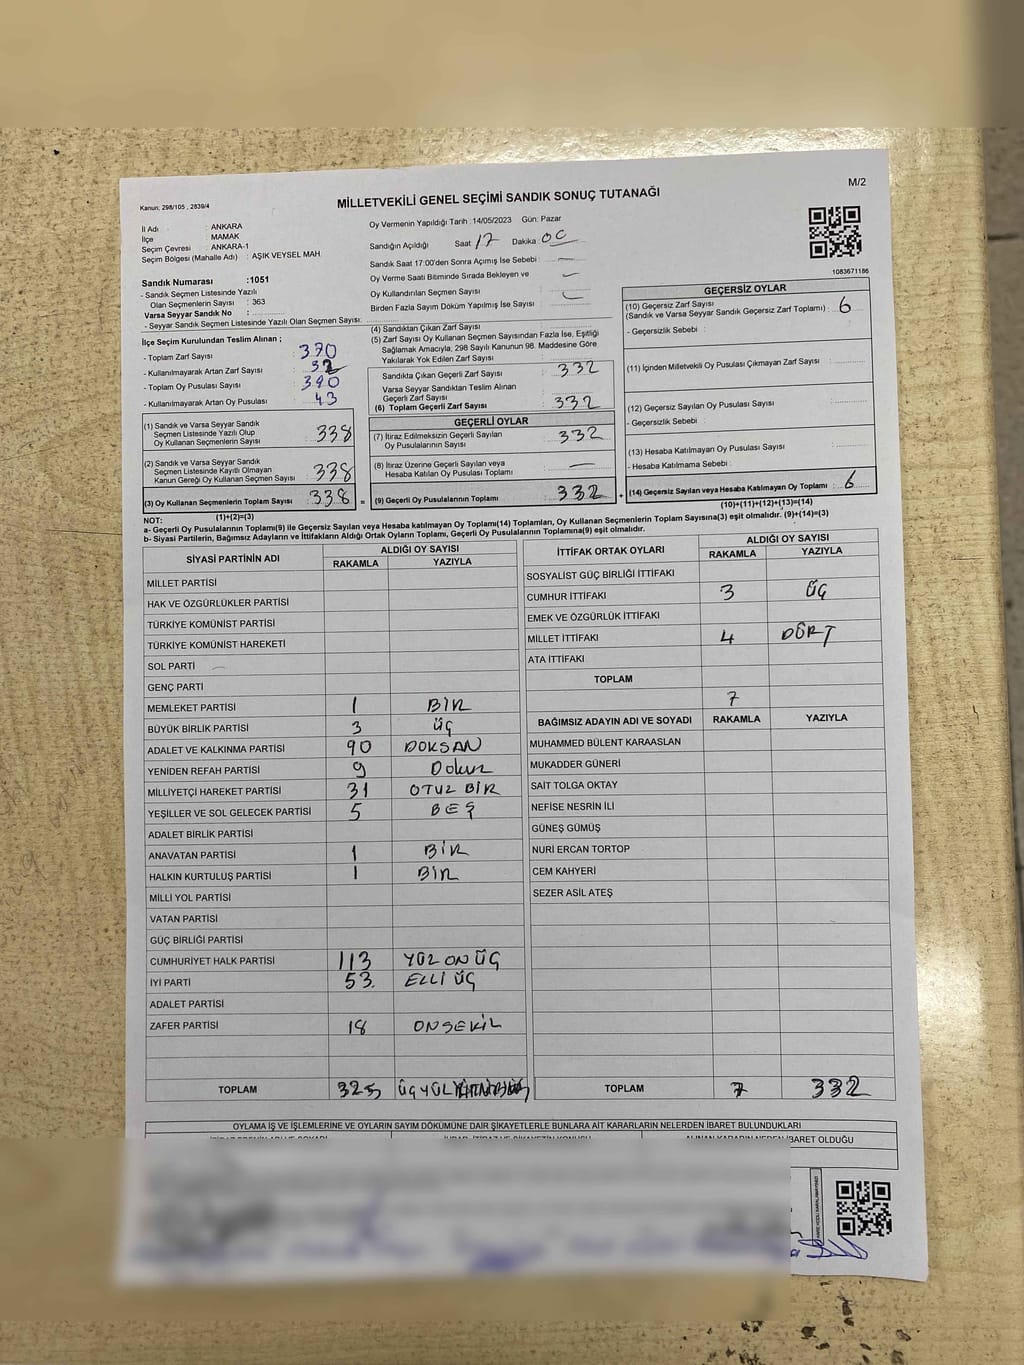 M/2
Kanun: 298/105 , 2839/4
MİLLETVEKİLİ GENEL SEÇİMİ SANDIK SONUÇ TUTANAĞI
İl Adı : ANKARA
İlçe : MAMAK
Seçim Çevresi : ANKARA-1
Seçim Bölgesi (Mahalle Adı) : AŞIK VEYSEL MAH
Sandık Numarası :1051
- Sandık Seçmen Listesinde Yazılı
Olan Seçmenlerin Sayısı : 363
Varsa Seyyar Sandık No :
- Seyyar Sandık Seçmen Listesinde Yazılı Olan Seçmen Sayısı:
Oy Vermenin Yapıldığı Tarih : 14/05/2023 Gün: Pazar
Sandığın Açıldığı Saat 17 Dakika 00
Sandık Saat 17:00'den Sonra Açımış İse Sebebi : —
Oy Verme Saati Bitiminde Sırada Bekleyen ve
Oy Kullandırılan Seçmen Sayısı : —
Birden Fazla Sayım Döküm Yapılmış İse Sayısı :
1083671186
İlçe Seçim Kurulundan Teslim Alınan ;
- Toplam Zarf Sayısı : 370
- Kullanılmayarak Artan Zarf Sayısı : 32
- Toplam Oy Pusulası Sayısı :
- Kullanılmayarak Artan Oy Pusulası : 43
(4) Sandıktan Çıkan Zarf Sayısı :
(5) Zarf Sayısı Oy Kullanan Seçmen Sayısından Fazla İse, Eşitliği
Sağlamak Amacıyla, 298 Sayılı Kanunun 98. Maddesine Göre
Yakılarak Yok Edilen Zarf Sayısı :
Sandıkta Çıkan Geçerli Zarf Sayısı : 332
Varsa Seyyar Sandıktan Teslim Alınan
Geçerli Zarf Sayısı :
(6) Toplam Geçerli Zarf Sayısı : 332
GEÇERSİZ OYLAR
(10) Geçersiz Zarf Sayısı
(Sandık ve Varsa Seyyar Sandık Geçersiz Zarf Toplamı) : 6
- Geçersizlik Sebebi :
(11) İçinden Milletvekili Oy Pusulası Çıkmayan Zarf Sayısı :
(12) Geçersiz Sayılan Oy Pusulası Sayısı :
- Geçersizlik Sebebi :
(13) Hesaba Katılmayan Oy Pusulası Sayısı :
- Hesaba Katılmama Sebebi :
(14) Geçersiz Sayılan veya Hesaba Katılmayan Oy Toplamı : 6
(10)+(11)+(12)+(13)=(14)
(1) Sandık ve Varsa Seyyar Sandık
Seçmen Listesinde Yazılı Olup
Oy Kullanan Seçmenlerin Sayısı : 338
(2) Sandık ve Varsa Seyyar Sandık
Seçmen Listesinde Kayıtlı Olmayan
Kanun Gereği Oy Kullanan Seçmen Sayısı : 338
(3) Oy Kullanan Seçmenlerin Toplam Sayısı : 338 =
(1)+(2)=(3)
GEÇERLİ OYLAR
(7) İtiraz Edilmeksizin Geçerli Sayılan
Oy Pusulalarının Sayısı : 332
(8) İtiraz Üzerine Geçerli Sayılan veya
Hesaba Katılan Oy Pusulası Toplamı : —
(9) Geçerli Oy Pusulalarının Toplamı : 332 +
NOT:
a- Geçerli Oy Pusulalarının Toplamı(9) ile Geçersiz Sayılan veya Hesaba katılmayan Oy Toplamı(14) Toplamları, Oy Kullanan Seçmenlerin Toplam Sayısına(3) eşit olmalıdır. (9)+(14)=(3)
b- Siyasi Partilerin, Bağımsız Adayların ve İttifakların Aldığı Ortak Oyların Toplamı, Geçerli Oy Pusulalarının Toplamına(9) eşit olmalıdır.
SİYASİ PARTİNİN ADI ALDIĞI OY SAYISI
RAKAMLA YAZIYLA
MİLLET PARTİSİ
HAK VE ÖZGÜRLÜKLER PARTİSİ
TÜRKİYE KOMÜNİST PARTİSİ
TÜRKİYE KOMÜNİST HAREKETİ
SOL PARTİ —
GENÇ PARTİ
MEMLEKET PARTİSİ 1 BİR
BÜYÜK BİRLİK PARTİSİ 3 ÜÇ
ADALET VE KALKINMA PARTİSİ 90 DOKSAN
YENİDEN REFAH PARTİSİ 9 Dokuz
MİLLİYETÇİ HAREKET PARTİSİ 31 OTUZ BİR
YEŞİLLER VE SOL GELECEK PARTİSİ 5 BEŞ
ADALET BİRLİK PARTİSİ
ANAVATAN PARTİSİ 1 BİR
HALKIN KURTULUŞ PARTİSİ 1 BİR
MİLLİ YOL PARTİSİ
VATAN PARTİSİ
GÜÇ BİRLİĞİ PARTİSİ
CUMHURİYET HALK PARTİSİ 113 YÜZ ON ÜÇ
İYİ PARTİ 53 ELLİ ÜÇ
ADALET PARTİSİ
ZAFER PARTİSİ 18 ONSEKİZ
TOPLAM 325 ÜÇYÜZ
İTTİFAK ORTAK OYLARI ALDIĞI OY SAYISI
RAKAMLA YAZIYLA
SOSYALİST GÜÇ BİRLİĞİ İTTİFAKI
CUMHUR İTTİFAKI 3 ÜÇ
EMEK VE ÖZGÜRLÜK İTTİFAKI
MİLLET İTTİFAKI 4 DÖRT
ATA İTTİFAKI
TOPLAM 7
BAĞIMSIZ ADAYIN ADI VE SOYADI RAKAMLA YAZIYLA
MUHAMMED BÜLENT KARAASLAN
MUKADDER GÜNERİ
SAİT TOLGA OKTAY
NEFİSE NESRİN İLİ
GÜNEŞ GÜMÜŞ
NURİ ERCAN TORTOP
CEM KAHYERİ
SEZER ASİL ATEŞ
TOPLAM 7 332
OYLAMA İŞ VE İŞLEMLERİNE VE OYLARIN SAYIM DÖKÜMÜNE DAİR ŞİKAYETLERLE BUNLARA AİT KARARLARIN NELERDEN İBARET BULUNDUKLARI
ALINAN KARARIN NEDEN İBARET OLDUĞU